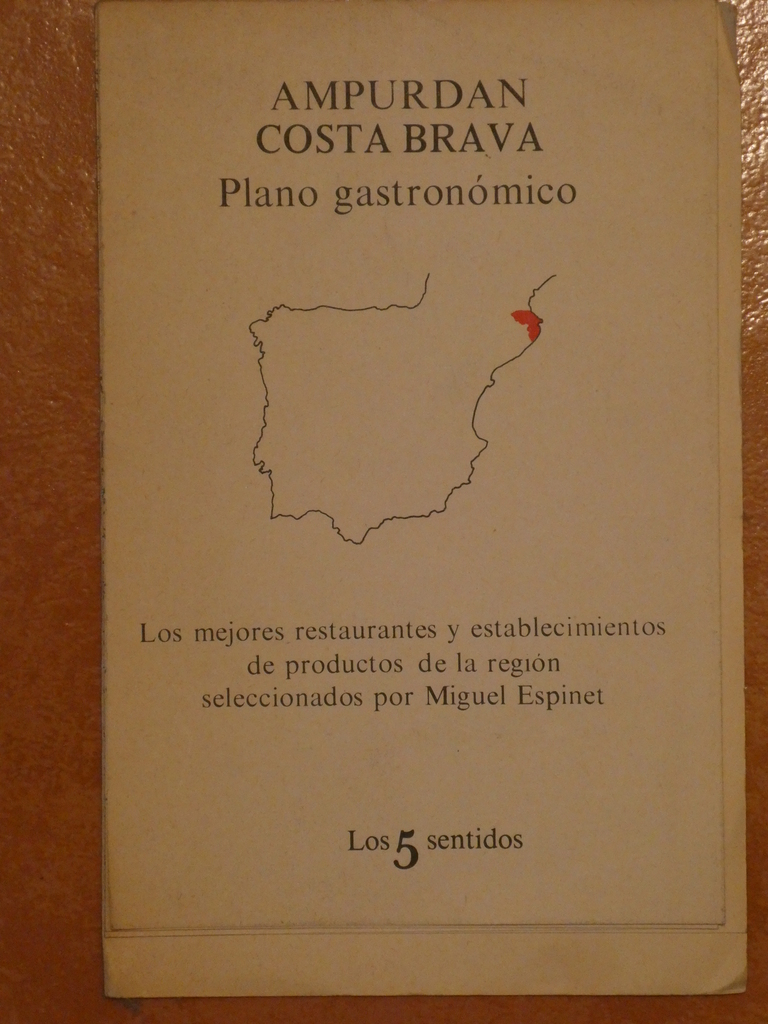 AMPURDAN
COSTA BRAVA
Plano gastronómico
Los mejores restaurantes y establecimientos
de productos de la región
seleccionados por Miguel Espinet
Los 5 sentidos